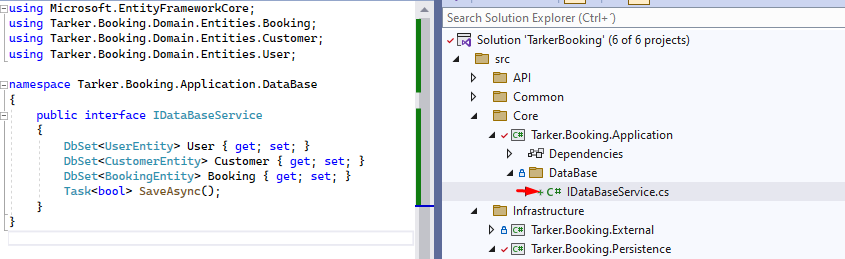 using Microsoft.EntityFrameworkCore;
using Tarker.Booking.Domain.Entities.Booking;
using Tarker.Booking.Domain.Entities.Customer;
using Tarker.Booking.Domain.Entities.User;
namespace Tarker.Booking.Application.DataBase
{
public interface IDataBaseService
{
DbSet<UserEntity> User { get; set; }
DbSet<CustomerEntity> Customer { get; set; }
DbSet<BookingEntity> Booking { get; set; }
Task<bool> SaveAsync();
}
}
Search Solution Explorer (Ctrl+´)
Solution 'TarkerBooking' (6 of 6 projects)
src
API
Common
Core
C# Tarker.Booking.Application
Dependencies
DataBase
+ C# IDataBaseService.cs
Infrastructure
C# Tarker.Booking.External
C# Tarker.Booking.Persistence